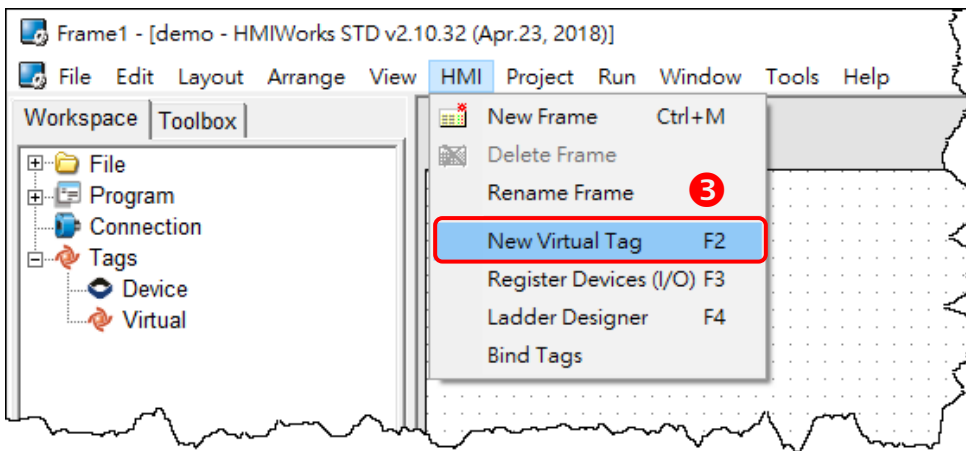 Frame1 - [demo - HMIWorks STD v2.10.32 (Apr.23, 2018)]
File Edit Layout Arrange View HMI Project Run Window Tools Help
Workspace Toolbox
File
Program
Connection
Tags
Device
Virtual
New Frame Ctrl+M
Delete Frame
Rename Frame
3
New Virtual Tag F2
Register Devices (I/O) F3
Ladder Designer F4
Bind Tags